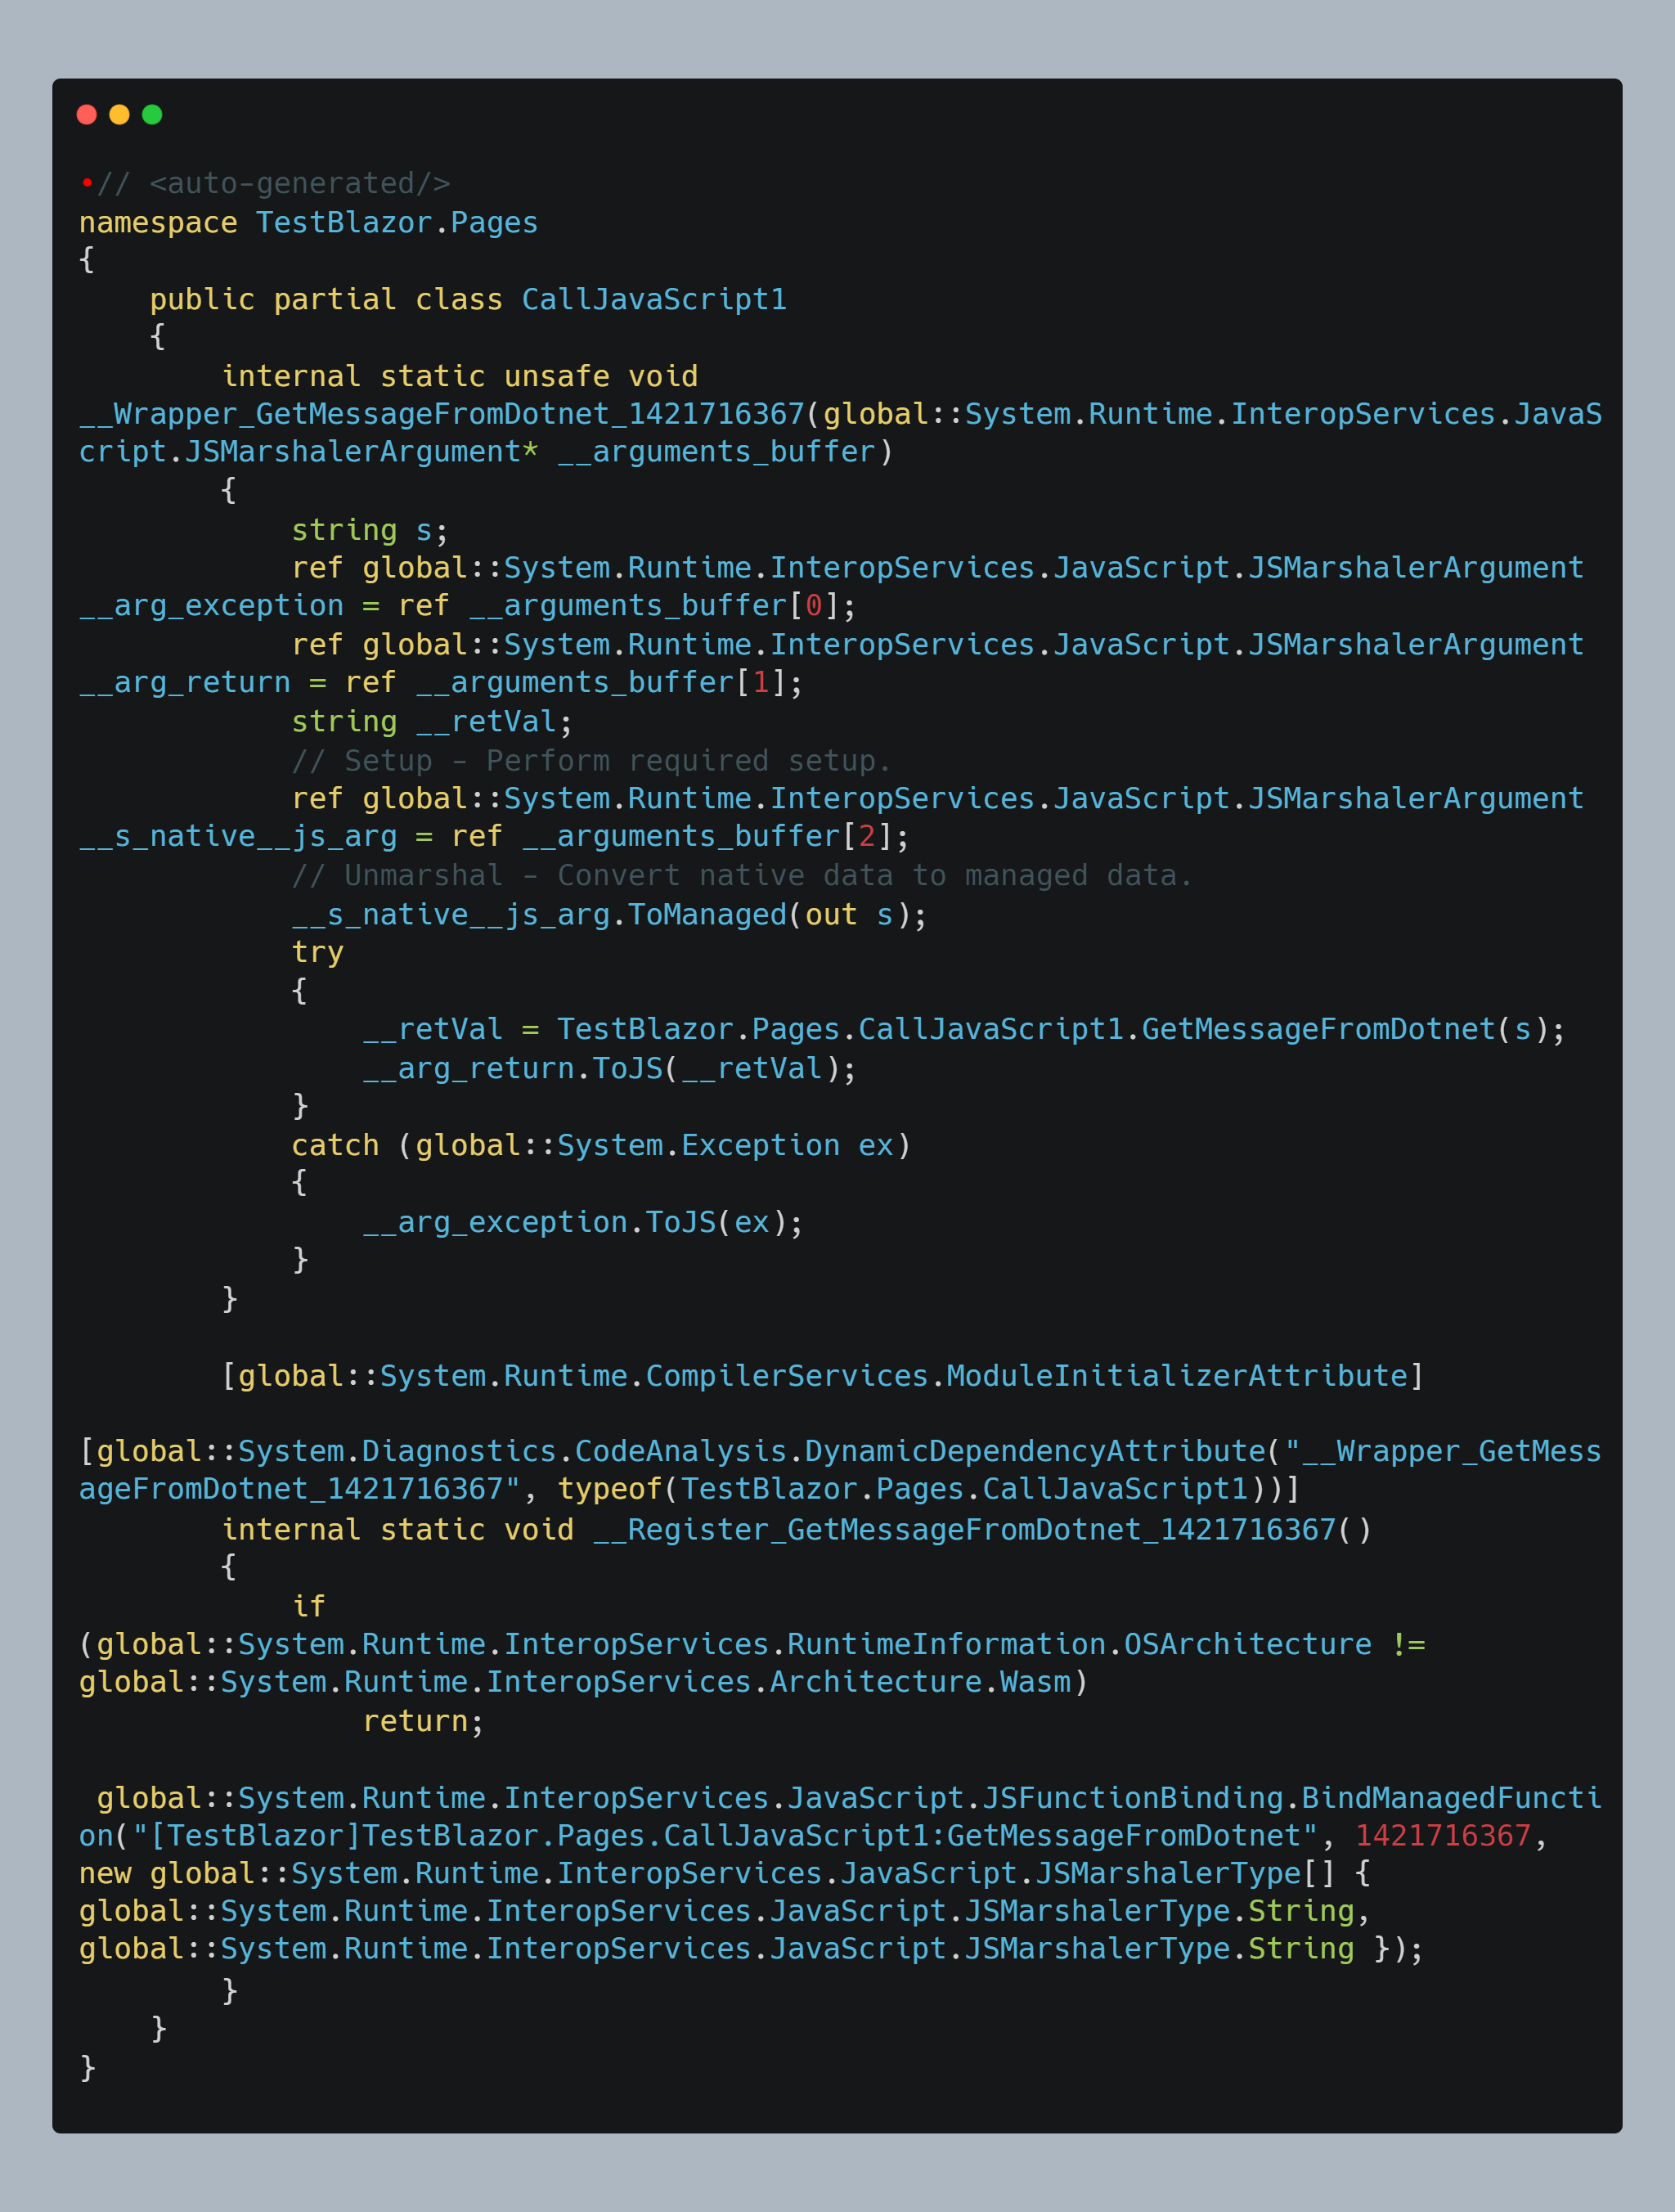 •// <auto-generated/>
namespace TestBlazor.Pages
{
    public partial class CallJavaScript1
    {
        internal static unsafe void
__Wrapper_GetMessageFromDotnet_1421716367(global::System.Runtime.InteropServices.JavaS
cript.JSMarshalerArgument* __arguments_buffer)
        {
            string s;
            ref global::System.Runtime.InteropServices.JavaScript.JSMarshalerArgument
__arg_exception = ref __arguments_buffer[0];
            ref global::System.Runtime.InteropServices.JavaScript.JSMarshalerArgument
__arg_return = ref __arguments_buffer[1];
            string __retVal;
            // Setup - Perform required setup.
            ref global::System.Runtime.InteropServices.JavaScript.JSMarshalerArgument
__s_native__js_arg = ref __arguments_buffer[2];
            // Unmarshal - Convert native data to managed data.
            __s_native__js_arg.ToManaged(out s);
            try
            {
                __retVal = TestBlazor.Pages.CallJavaScript1.GetMessageFromDotnet(s);
                __arg_return.ToJS(__retVal);
            }
            catch (global::System.Exception ex)
            {
                __arg_exception.ToJS(ex);
            }
        }

        [global::System.Runtime.CompilerServices.ModuleInitializerAttribute]

[global::System.Diagnostics.CodeAnalysis.DynamicDependencyAttribute("__Wrapper_GetMess
ageFromDotnet_1421716367", typeof(TestBlazor.Pages.CallJavaScript1))]
        internal static void __Register_GetMessageFromDotnet_1421716367()
        {
            if
(global::System.Runtime.InteropServices.RuntimeInformation.OSArchitecture !=
global::System.Runtime.InteropServices.Architecture.Wasm)
                return;

 global::System.Runtime.InteropServices.JavaScript.JSFunctionBinding.BindManagedFuncti
on("[TestBlazor]TestBlazor.Pages.CallJavaScript1:GetMessageFromDotnet", 1421716367,
new global::System.Runtime.InteropServices.JavaScript.JSMarshalerType[] {
global::System.Runtime.InteropServices.JavaScript.JSMarshalerType.String,
global::System.Runtime.InteropServices.JavaScript.JSMarshalerType.String });
        }
    }
}